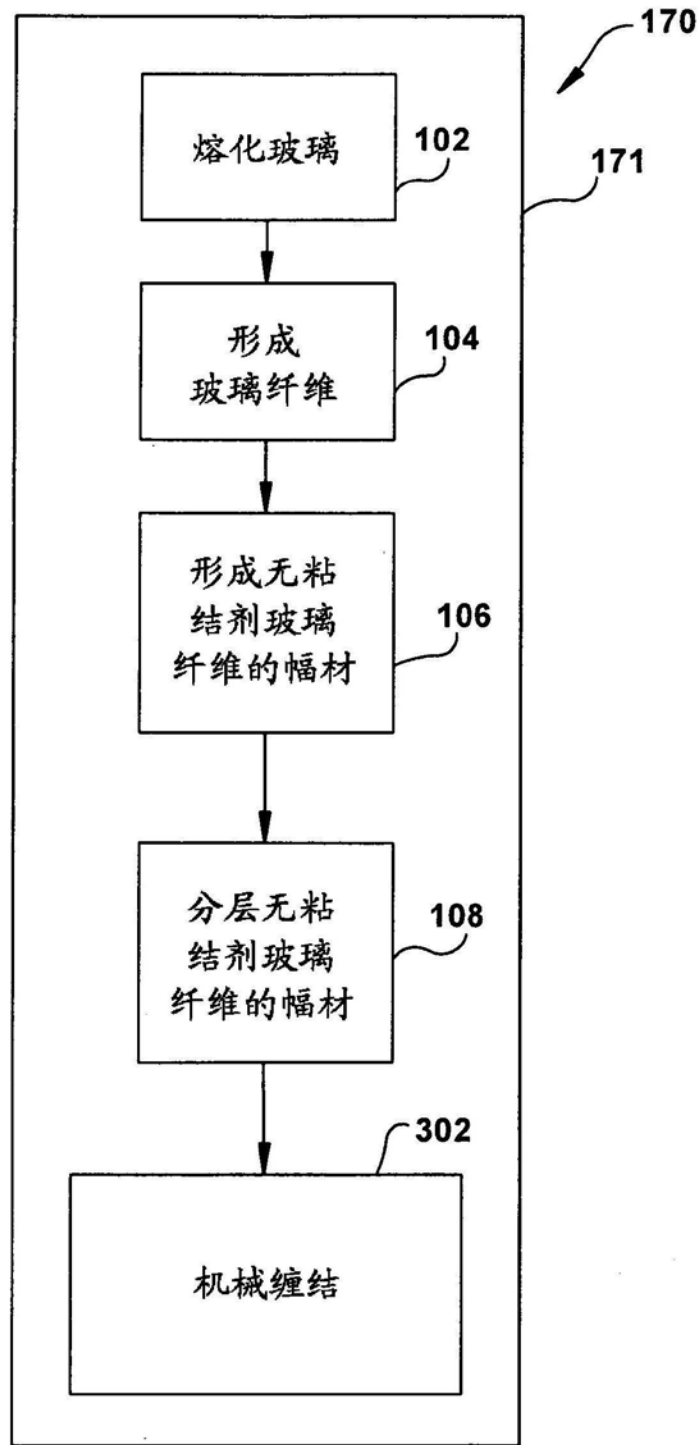 170
171
熔化玻璃
102
形成
玻璃纤维
104
形成无粘
结剂玻璃
纤维的幅材
106
分层无粘
结剂玻璃
纤维的幅材
108
302
机械缠结